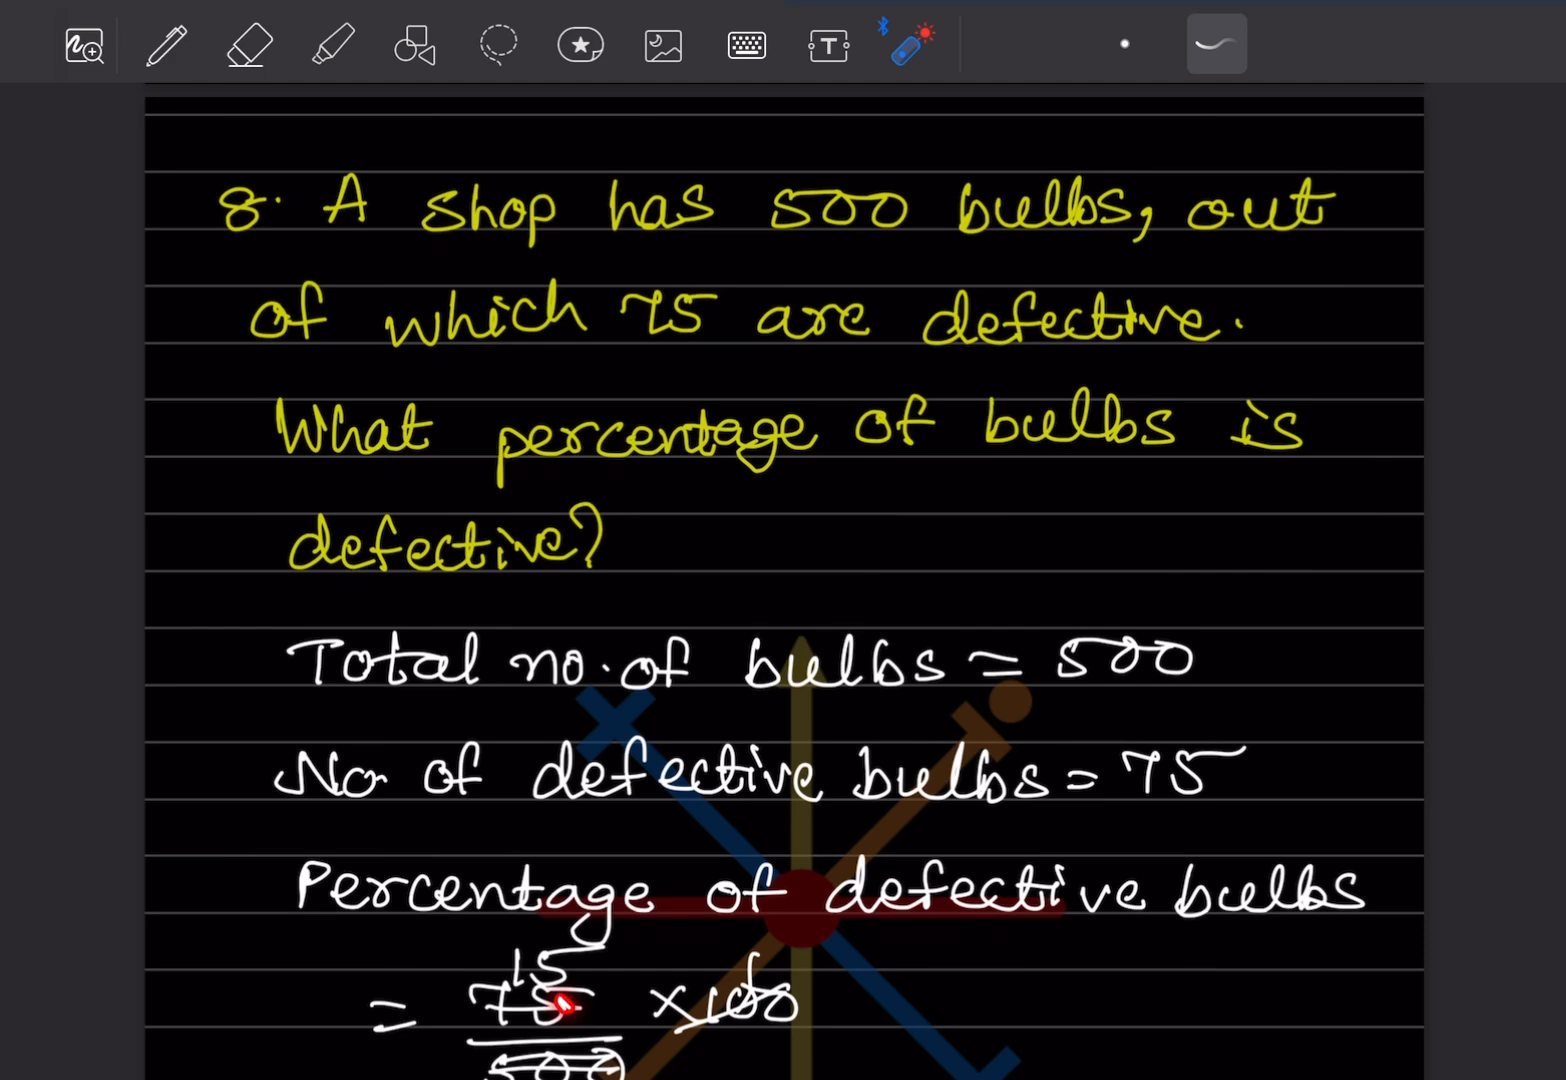 8. A shop has 500 bulbs, out
of which 75 are defective.
What percentage of bulbs is
defective?
Total no. of bulbs = 500
No of defective bulbs = 75
Percentage of defective bulbs
15
= 75 × 100
500